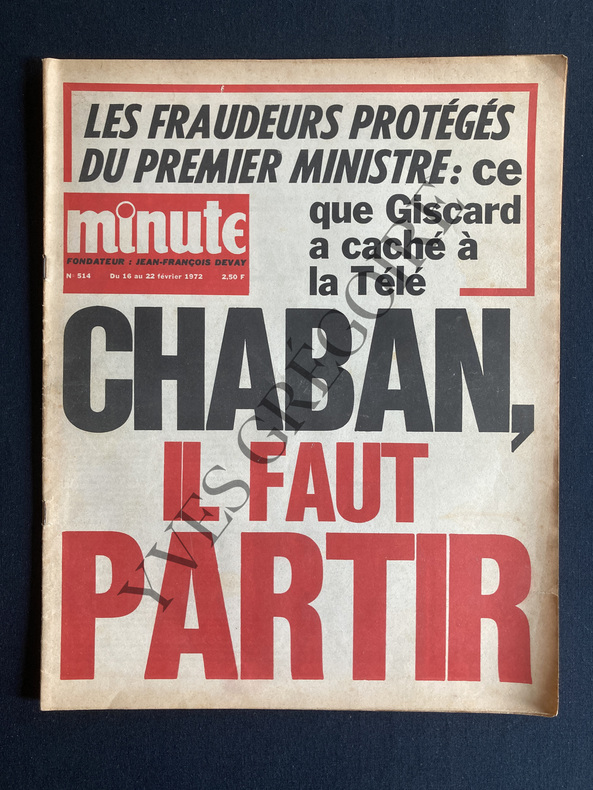 LES FRAUDEURS PROTÉGÉS
DU PREMIER MINISTRE: ce
que Giscard
a caché à
la Télé
minute
FONDATEUR : JEAN-FRANÇOIS DEVAY
N° 514 Du 16 au 22 février 1972 2,50 F
CHABAN,
IL FAUT
PARTIR
YVES GRÉGOIRE